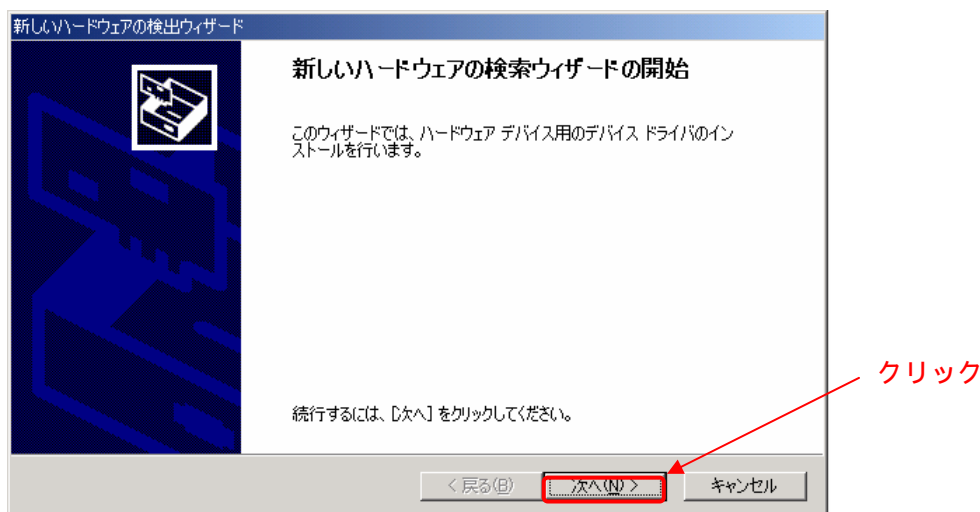 新しいハードウェアの検出ウィザード
新しいハードウェアの検索ウィザードの開始
このウィザードでは、ハードウェア デバイス用のデバイス ドライバのイン
ストールを行います。
クリック
続行するには、[次へ] をクリックしてください。
< 戻る(B)
次へ(N) >
キャンセル